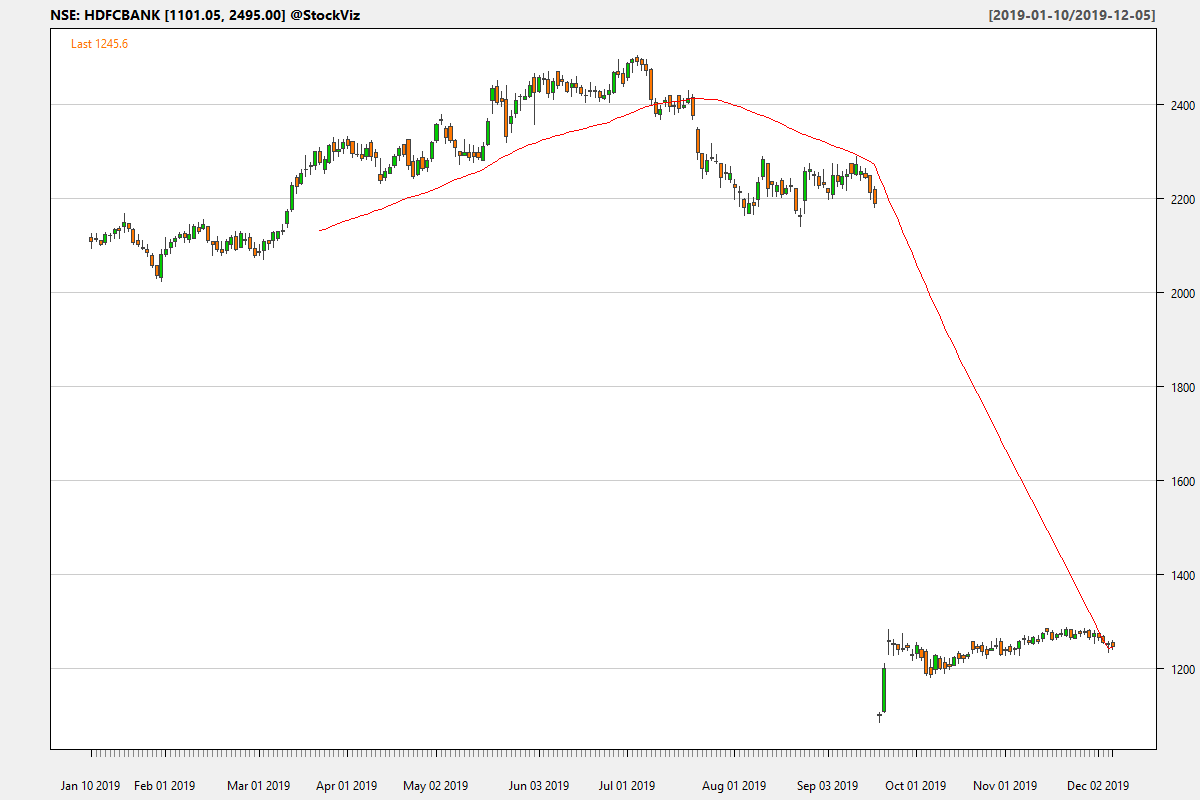 NSE: HDFCBANK [1101.05, 2495.00] @StockViz
[2019-01-10/2019-12-05]
Last 1245.6
2400
2200
2000
1800
1600
1400
1200
Jan 10 2019 Feb 01 2019 Mar 01 2019 Apr 01 2019 May 02 2019 Jun 03 2019 Jul 01 2019 Aug 01 2019 Sep 03 2019 Oct 01 2019 Nov 01 2019 Dec 02 2019